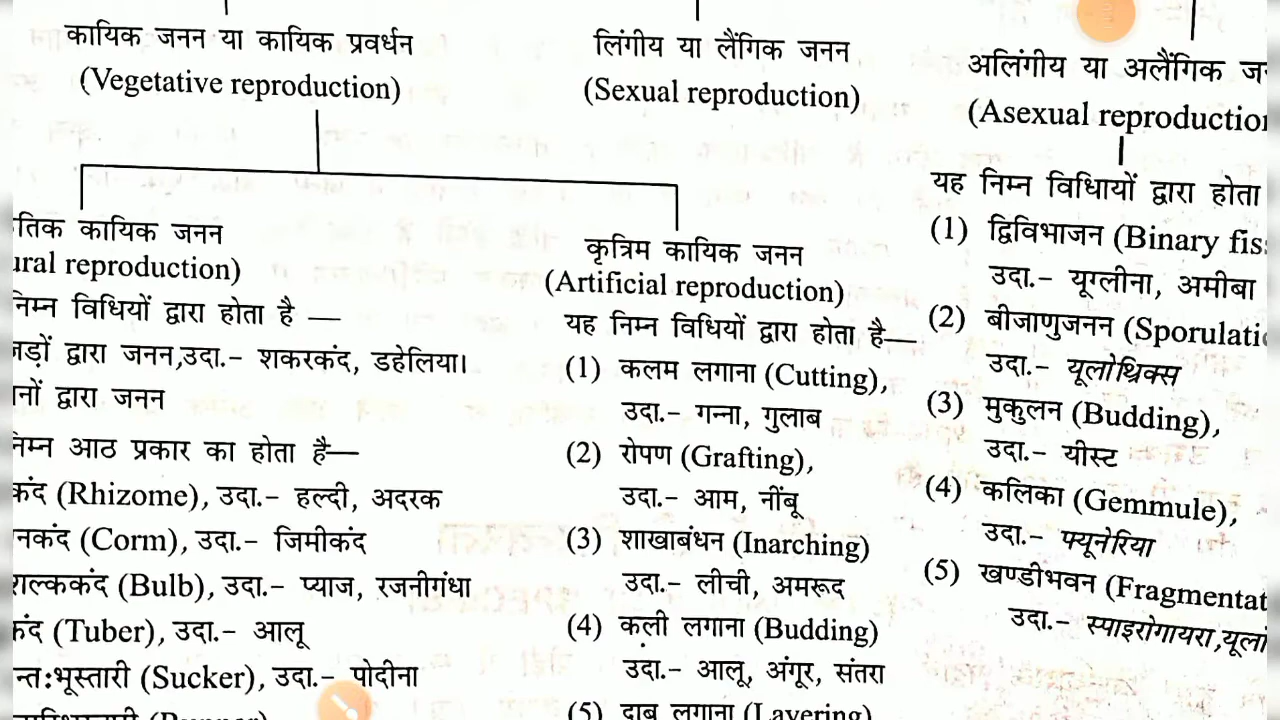 कायिक जनन या कायिक प्रवर्धन
(Vegetative reproduction)
लिंगीय या लैंगिक जनन
(Sexual reproduction)
अलिंगीय या अलैंगिक
(Asexual reproduction
तिक कायिक जनन
ural reproduction)
निम्न विधियों द्वारा होता है —
जड़ों द्वारा जनन,उदा.- शकरकंद, डहेलिया।
नों द्वारा जनन
निम्न आठ प्रकार का होता है—
कंद (Rhizome), उदा.- हल्दी, अदरक
नकंद (Corm), उदा.- जिमीकंद
शल्ककंद (Bulb), उदा.- प्याज, रजनीगंधा
कंद (Tuber), उदा.- आलू
न्तःभूस्तारी (Sucker), उदा.- पोदीना
कृत्रिम कायिक जनन
(Artificial reproduction)
यह निम्न विधियों द्वारा होता है—
(1) कलम लगाना (Cutting),
उदा.- गन्ना, गुलाब
(2) रोपण (Grafting),
उदा.- आम, नींबू
(3) शाखाबंधन (Inarching)
उदा.- लीची, अमरूद
(4) कली लगाना (Budding)
उदा.- आलू, अंगूर, संतरा
(5) दाब लगाना (Layering)
यह निम्न विधिायों द्वारा होता
(1) द्विविभाजन (Binary fis
उदा.- यूग्लीना, अमीबा
(2) बीजाणुजनन (Sporulati
उदा.- यूलोथ्रिक्स
(3) मुकुलन (Budding),
उदा.- यीस्ट
(4) कलिका (Gemmule),
उदा.- फ्यूनेरिया
(5) खण्डीभवन (Fragmentat
उदा.- स्पाइरोगायरा,यूलो